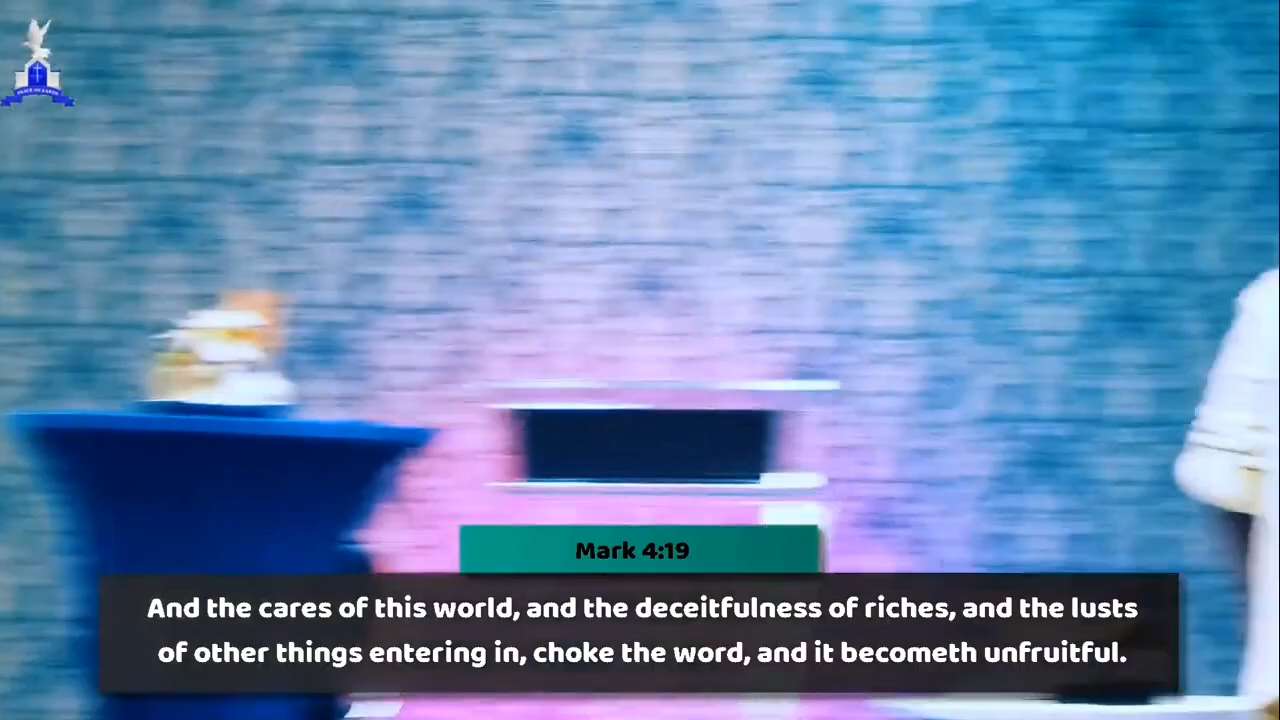 Mark 4:19
And the cares of this world, and the deceitfulness of riches, and the lusts
of other things entering in, choke the word, and it becometh unfruitful.